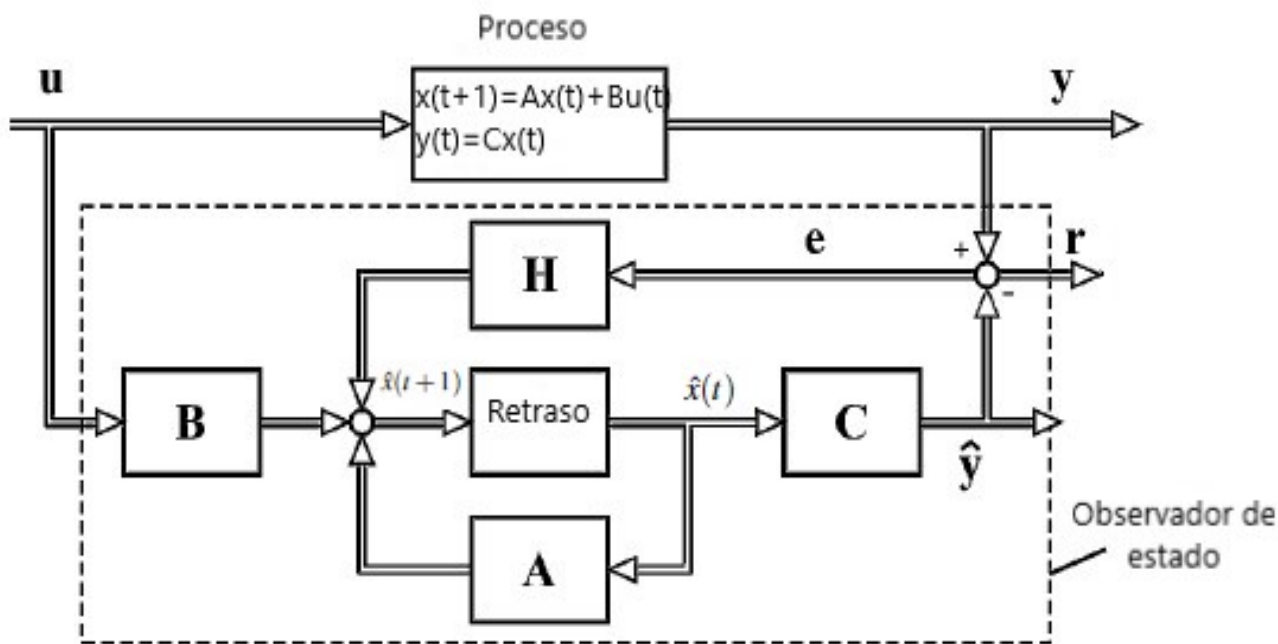 Proceso
u
x(t+1)=Ax(t)+Bu(t)
y(t)=Cx(t)
y
e
+
r
-
H
x̂(t + 1)
x̂(t)
B
Retraso
C
ŷ
A
Observador de
estado